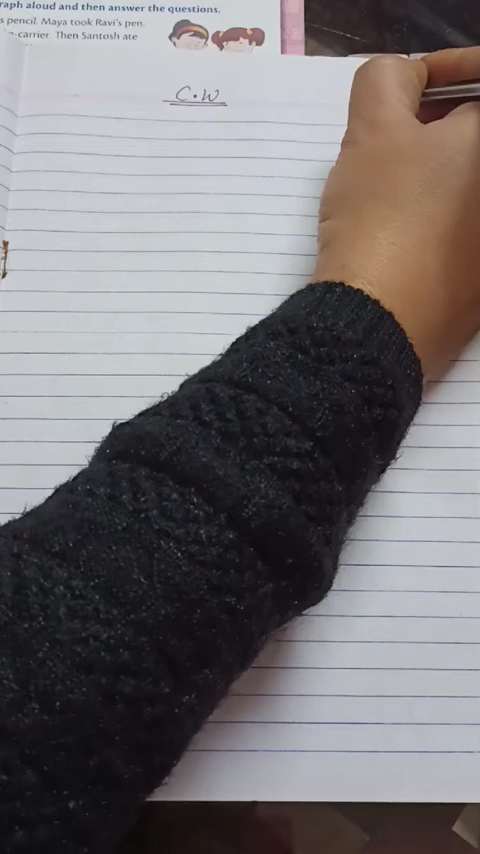 raph aloud and then answer the questions.
s pencil. Maya took Ravi's pen.
-carrier. Then Santosh ate
C.W